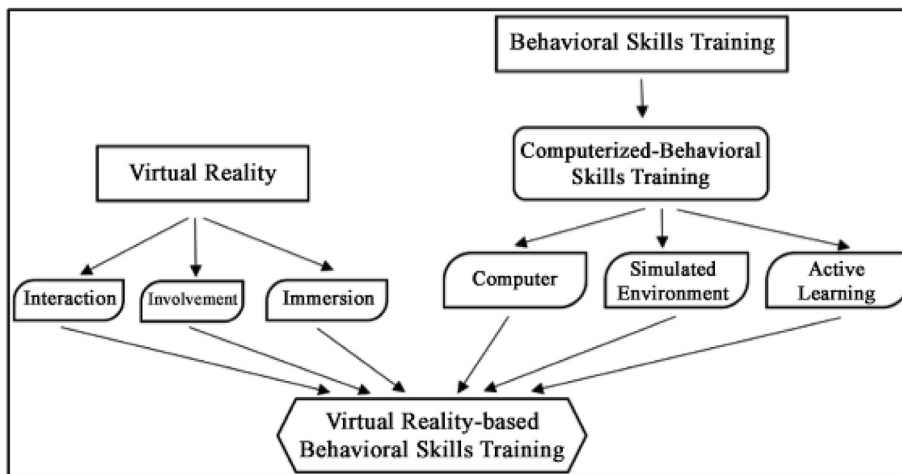 Behavioral Skills Training
Computerized-Behavioral
Skills Training
Virtual Reality
Interaction
Involvement
Immersion
Computer
Simulated
Environment
Active
Learning
Virtual Reality-based
Behavioral Skills Training